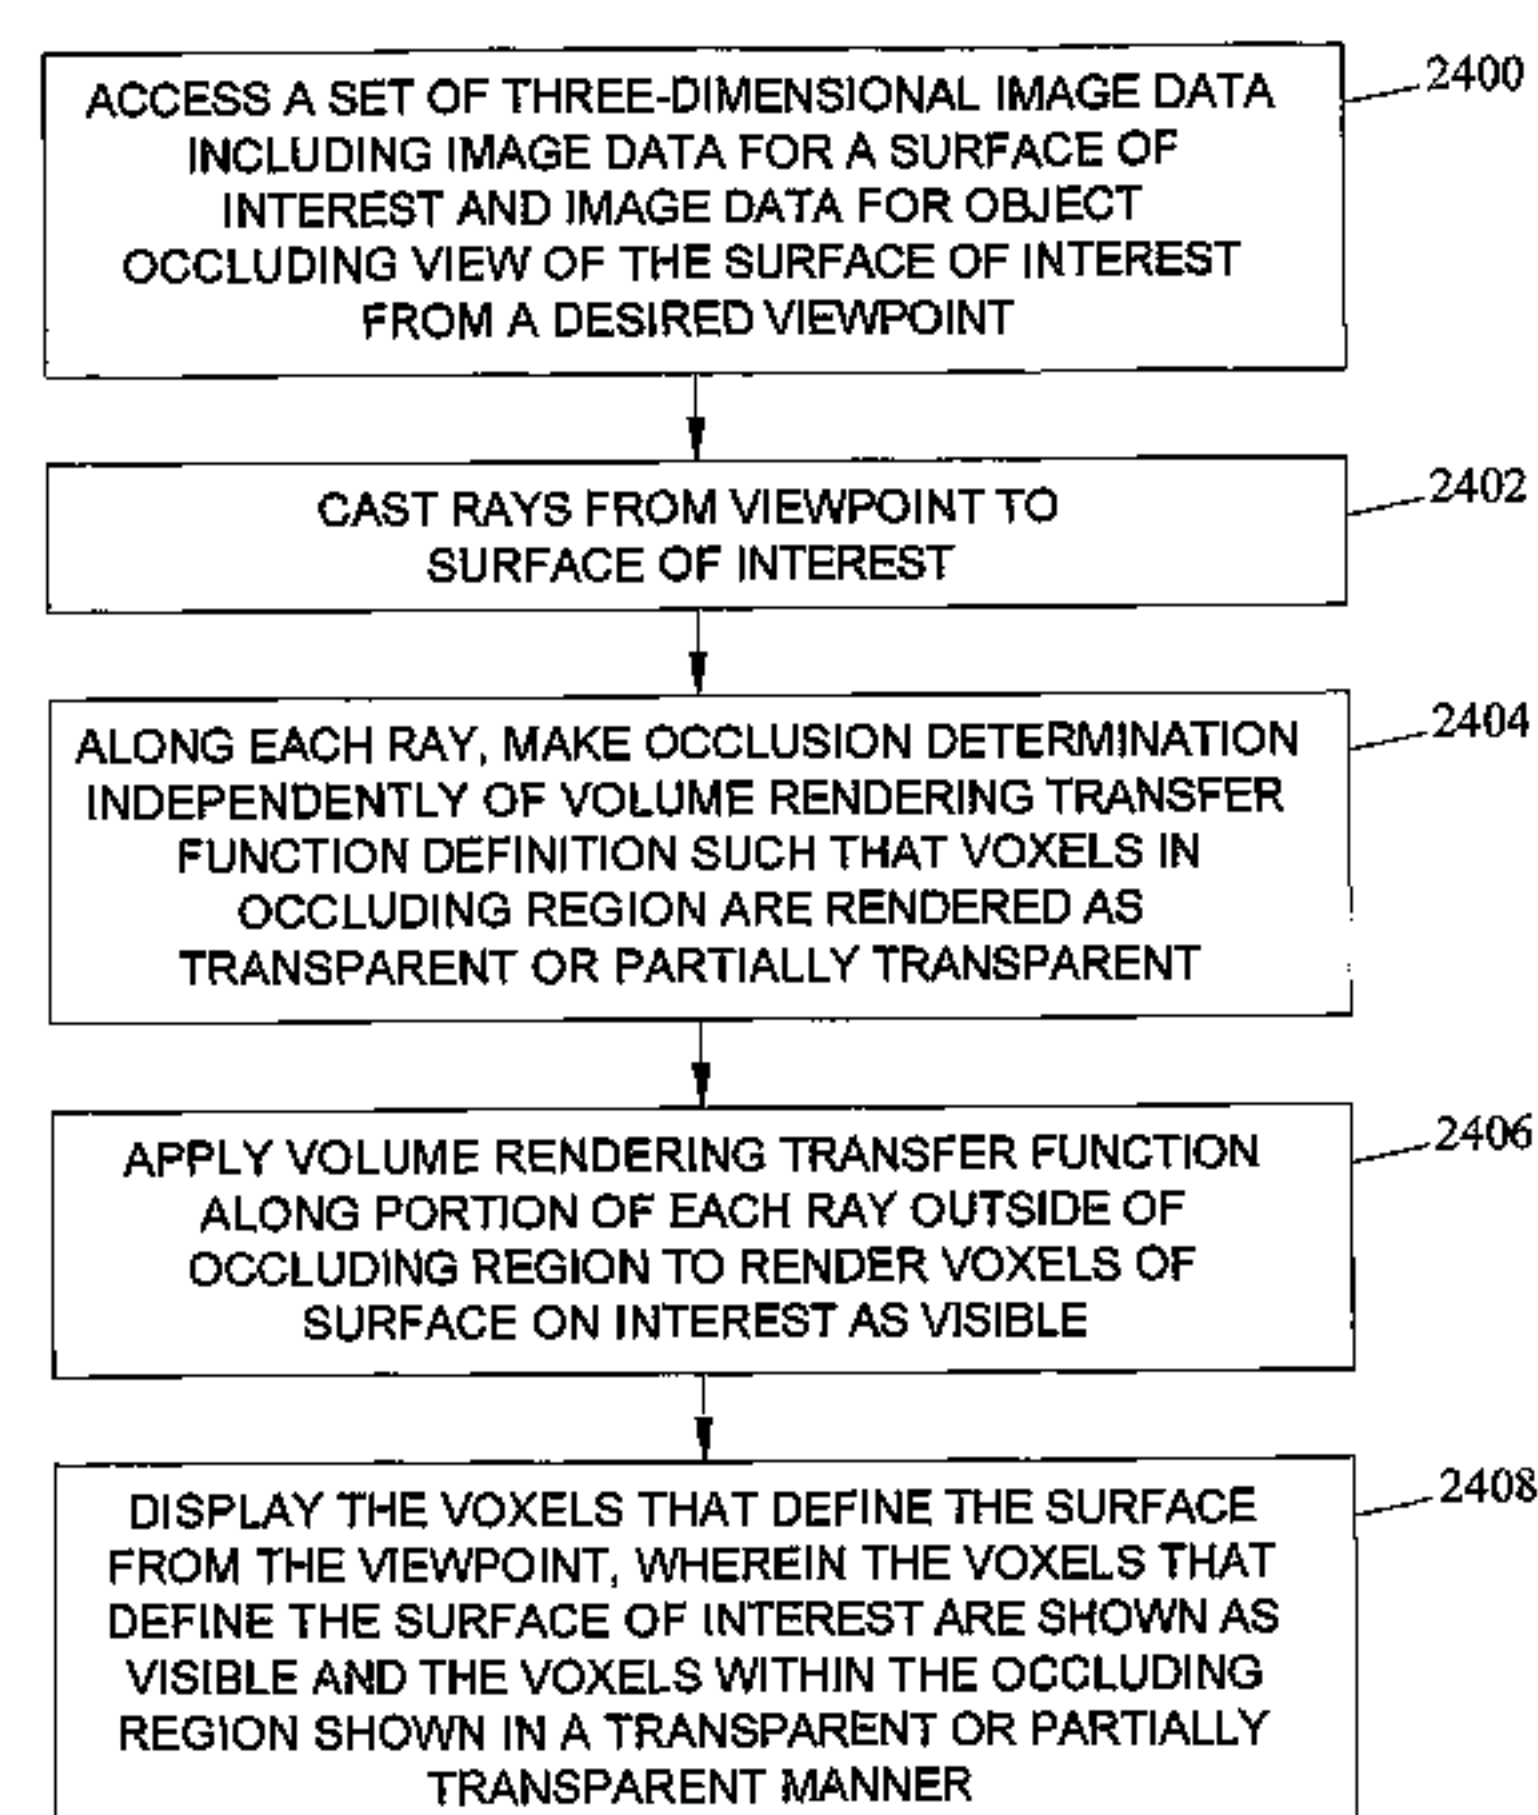 ACCESS A SET OF THREE-DIMENSIONAL IMAGE DATA
INCLUDING IMAGE DATA FOR A SURFACE OF
INTEREST AND IMAGE DATA FOR OBJECT
OCCLUDING VIEW OF THE SURFACE OF INTEREST
FROM A DESIRED VIEWPOINT
2400
CAST RAYS FROM VIEWPOINT TO
SURFACE OF INTEREST
2402
ALONG EACH RAY, MAKE OCCLUSION DETERMINATION
INDEPENDENTLY OF VOLUME RENDERING TRANSFER
FUNCTION DEFINITION SUCH THAT VOXELS IN
OCCLUDING REGION ARE RENDERED AS
TRANSPARENT OR PARTIALLY TRANSPARENT
2404
APPLY VOLUME RENDERING TRANSFER FUNCTION
ALONG PORTION OF EACH RAY OUTSIDE OF
OCCLUDING REGION TO RENDER VOXELS OF
SURFACE ON INTEREST AS VISIBLE
2406
DISPLAY THE VOXELS THAT DEFINE THE SURFACE
FROM THE VIEWPOINT, WHEREIN THE VOXELS THAT
DEFINE THE SURFACE OF INTEREST ARE SHOWN AS
VISIBLE AND THE VOXELS WITHIN THE OCCLUDING
REGION SHOWN IN A TRANSPARENT OR PARTIALLY
TRANSPARENT MANNER
2408